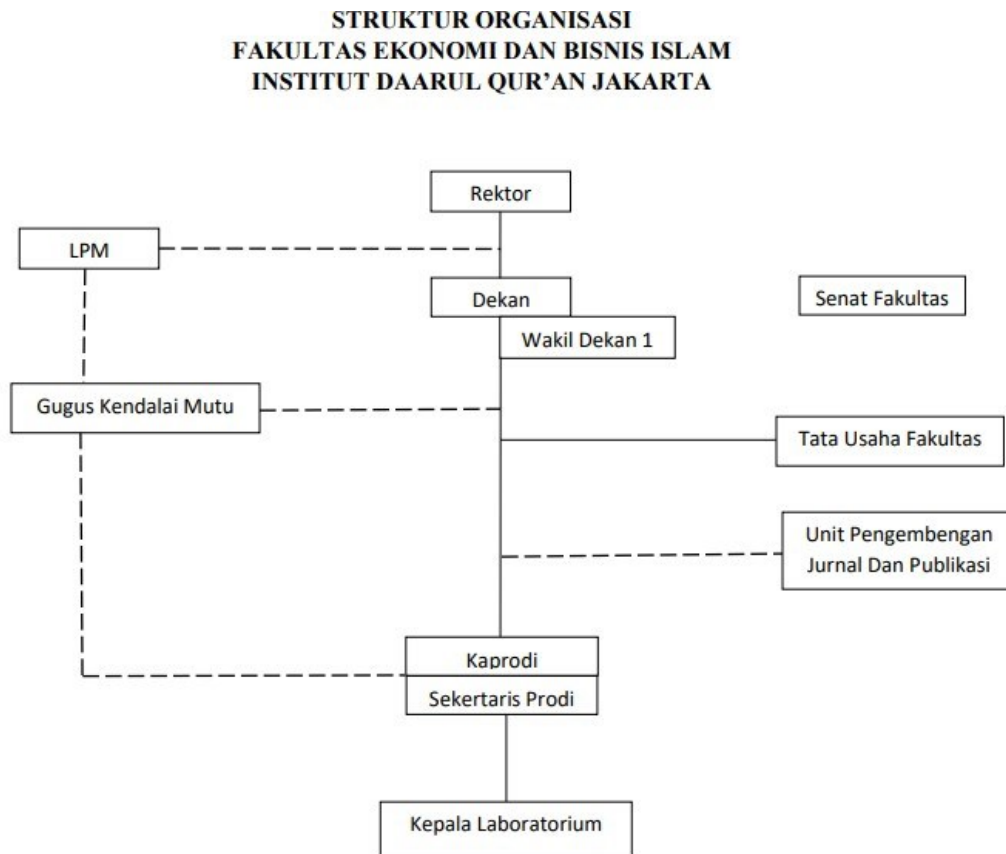 STRUKTUR ORGANISASI
FAKULTAS EKONOMI DAN BISNIS ISLAM
INSTITUT DAARUL QUR'AN JAKARTA
Rektor
LPM
Dekan
Senat Fakultas
Wakil Dekan 1
Gugus Kendalai Mutu
Tata Usaha Fakultas
Unit Pengembengan
Jurnal Dan Publikasi
Kaprodi
Sekertaris Prodi
Kepala Laboratorium